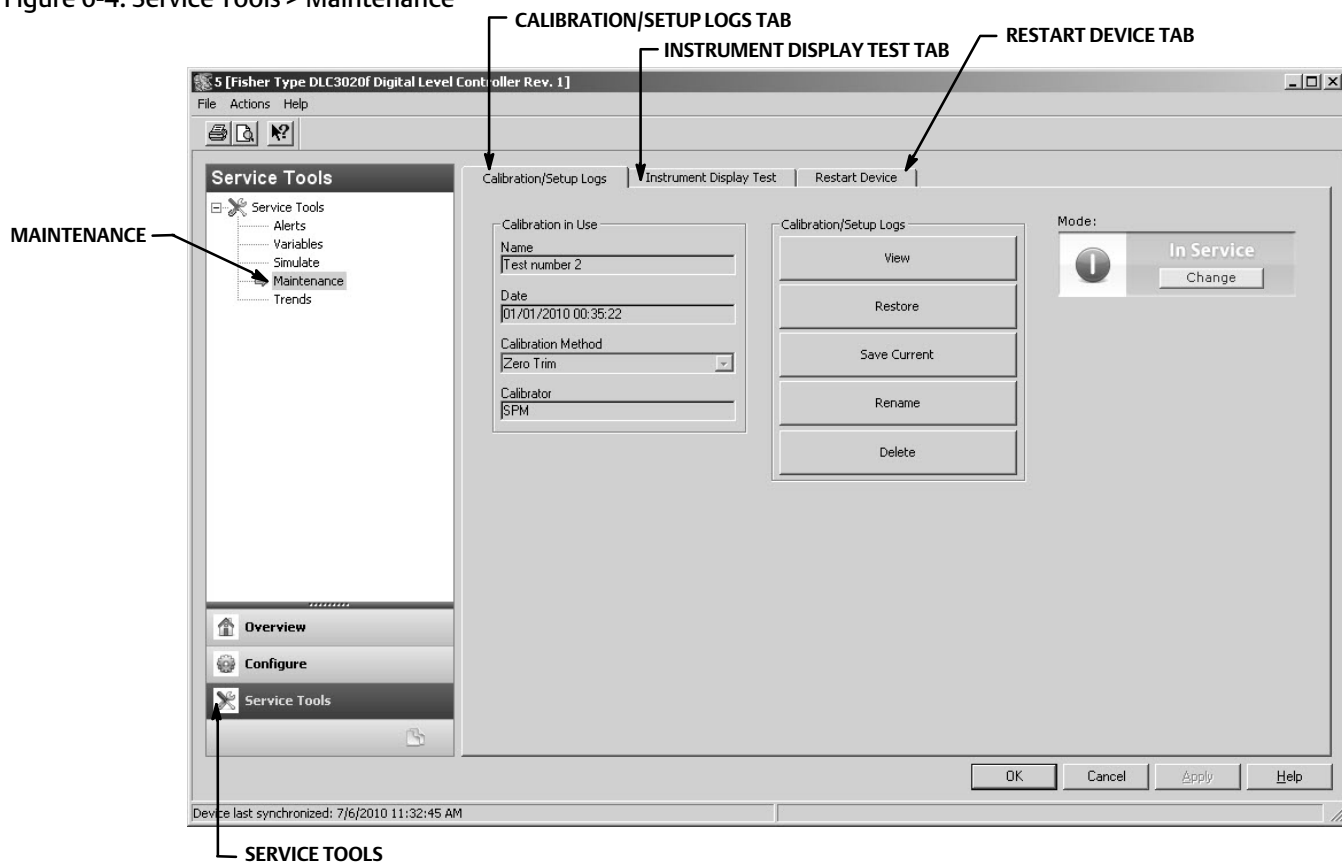 Figure 6-4. Service Tools > Maintenance
CALIBRATION/SETUP LOGS TAB
INSTRUMENT DISPLAY TEST TAB
RESTART DEVICE TAB
5 [Fisher Type DLC3020f Digital Level Controller Rev. 1]
File Actions Help
Service Tools
Service Tools
Alerts
Variables
Simulate
Maintenance
Trends
MAINTENANCE
Overview
Configure
Service Tools
Calibration/Setup Logs
Instrument Display Test
Restart Device
Calibration in Use
Name
Test number 2
Date
01/01/2010 00:35:22
Calibration Method
Zero Trim
Calibrator
SPM
Calibration/Setup Logs
View
Restore
Save Current
Rename
Delete
Mode:
In Service
Change
OK
Cancel
Apply
Help
Device last synchronized: 7/6/2010 11:32:45 AM
SERVICE TOOLS